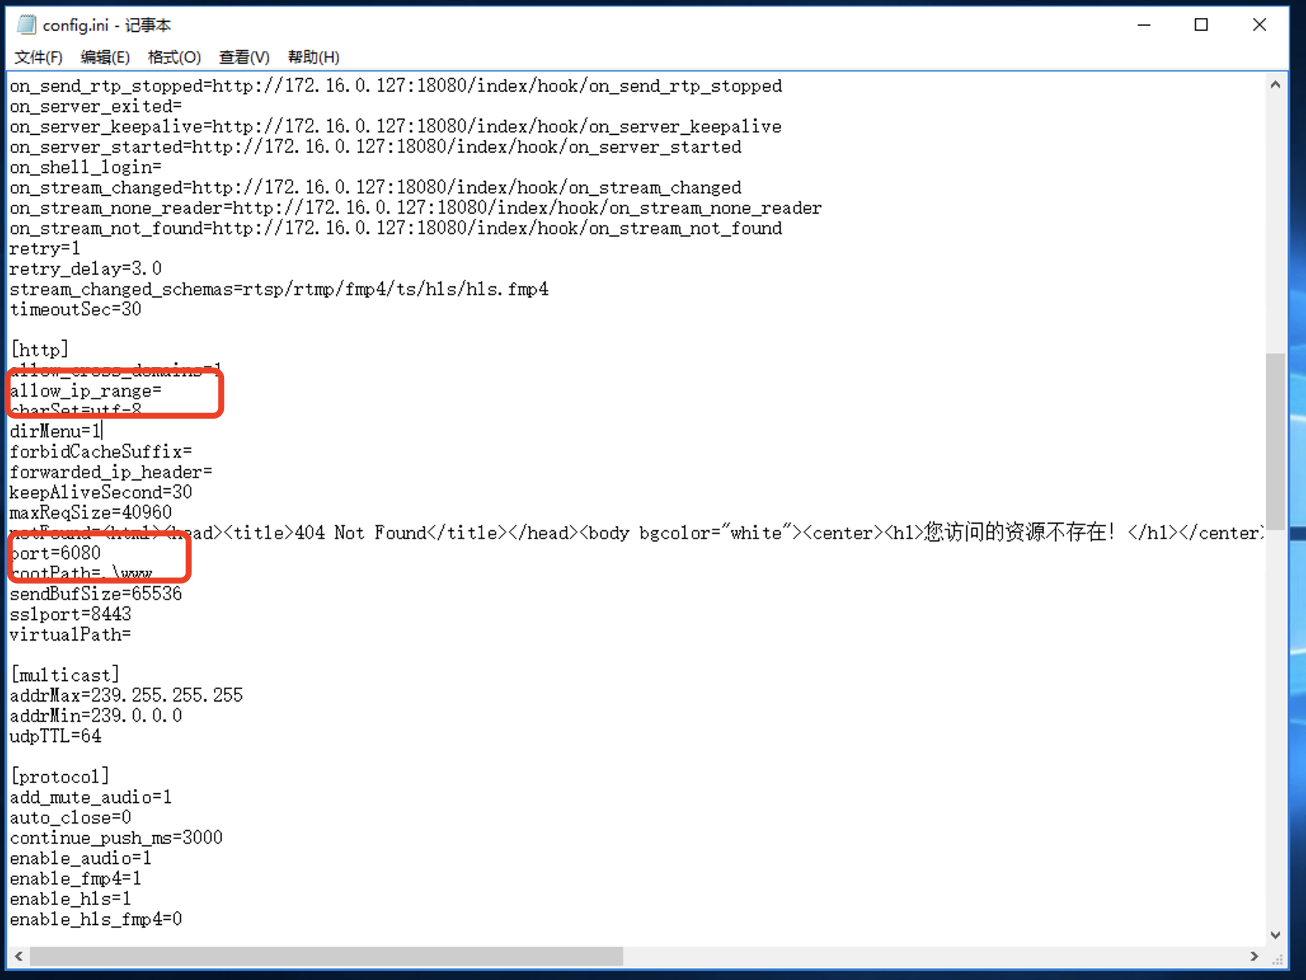 config.ini - 记事本
文件(F) 编辑(E) 格式(O) 查看(V) 帮助(H)
on_send_rtp_stopped=http://172.16.0.127:18080/index/hook/on_send_rtp_stopped
on_server_exited=
on_server_keepalive=http://172.16.0.127:18080/index/hook/on_server_keepalive
on_server_started=http://172.16.0.127:18080/index/hook/on_server_started
on_shell_login=
on_stream_changed=http://172.16.0.127:18080/index/hook/on_stream_changed
on_stream_none_reader=http://172.16.0.127:18080/index/hook/on_stream_none_reader
on_stream_not_found=http://172.16.0.127:18080/index/hook/on_stream_not_found
retry=1
retry_delay=3.0
stream_changed_schemas=rtsp/rtmp/fmp4/ts/hls/hls.fmp4
timeoutSec=30
[http]
allow_cross_domains=1
allow_ip_range=
charSet=utf-8
dirMenu=1
forbidCacheSuffix=
forwarded_ip_header=
keepAliveSecond=30
maxReqSize=40960
notFound=<html><head><title>404 Not Found</title></head><body bgcolor="white"><center><h1>您访问的资源不存在！</h1></center>
port=6080
rootPath=.\www
sendBufSize=65536
sslport=8443
virtualPath=
[multicast]
addrMax=239.255.255.255
addrMin=239.0.0.0
udpTTL=64
[protocol]
add_mute_audio=1
auto_close=0
continue_push_ms=3000
enable_audio=1
enable_fmp4=1
enable_hls=1
enable_hls_fmp4=0